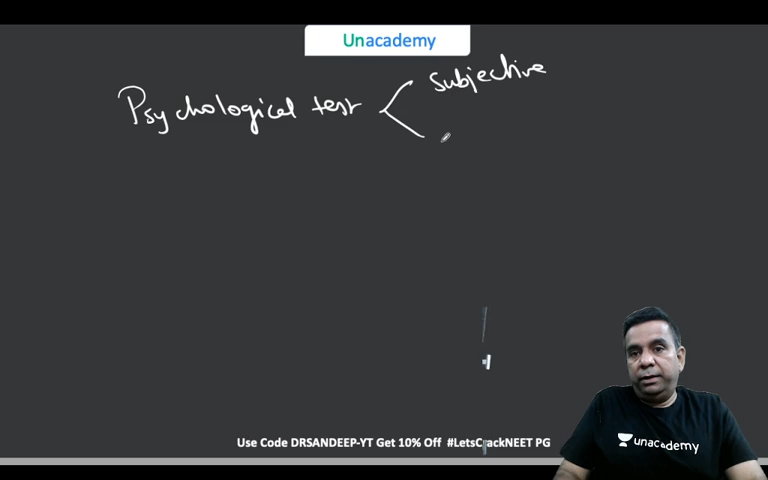 Unacademy
subjective
Psychological test
unacademy
Use Code DRSANDEEP-YT Get 10% Off #LetsCrackNEET PG